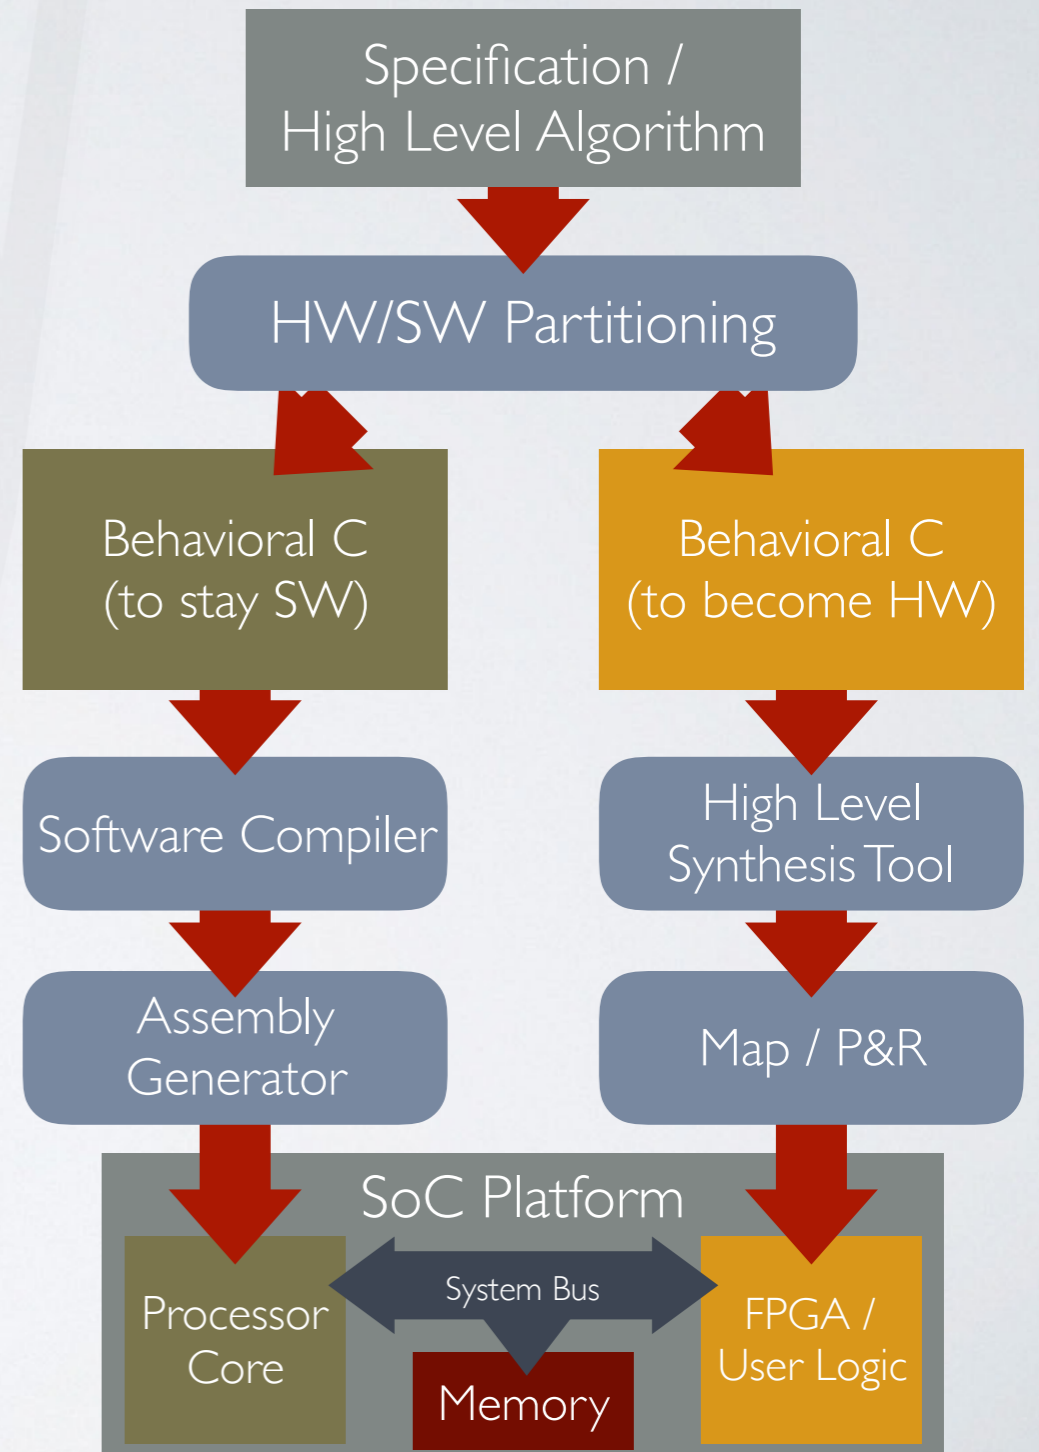 Specification /
High Level Algorithm
HW/SW Partitioning
Behavioral C
(to stay SW)
Behavioral C
(to become HW)
Software Compiler
High Level
Synthesis Tool
Assembly
Generator
Map / P&R
SoC Platform
System Bus
Processor
Core
FPGA /
User Logic
Memory